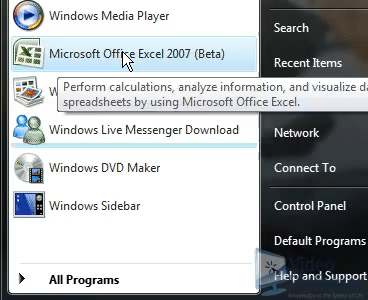 Windows Media Player
Microsoft Office Excel 2007 (Beta)
W
Perform calculations, analyze information, and visualize da
spreadsheets by using Microsoft Office Excel.
Windows Live Messenger Download
Windows DVD Maker
Windows Sidebar
All Programs
Search
Recent Items
Network
Connect To
Control Panel
Default Programs
Help and Support
Video